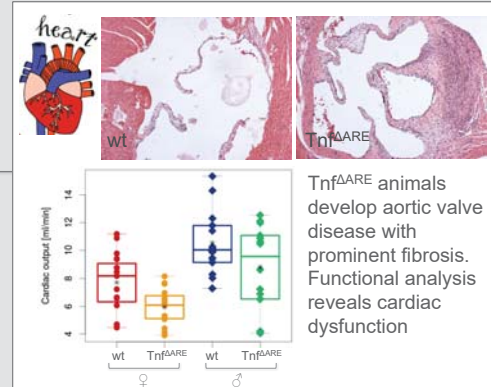 heart
wt
Tnf^ΔARE
Cardiac output [ml/min]
14
12
10
8
6
4
wt
Tnf^ΔARE
wt
Tnf^ΔARE
♀
♂
Tnf^ΔARE animals
develop aortic valve
disease with
prominent fibrosis.
Functional analysis
reveals cardiac
dysfunction